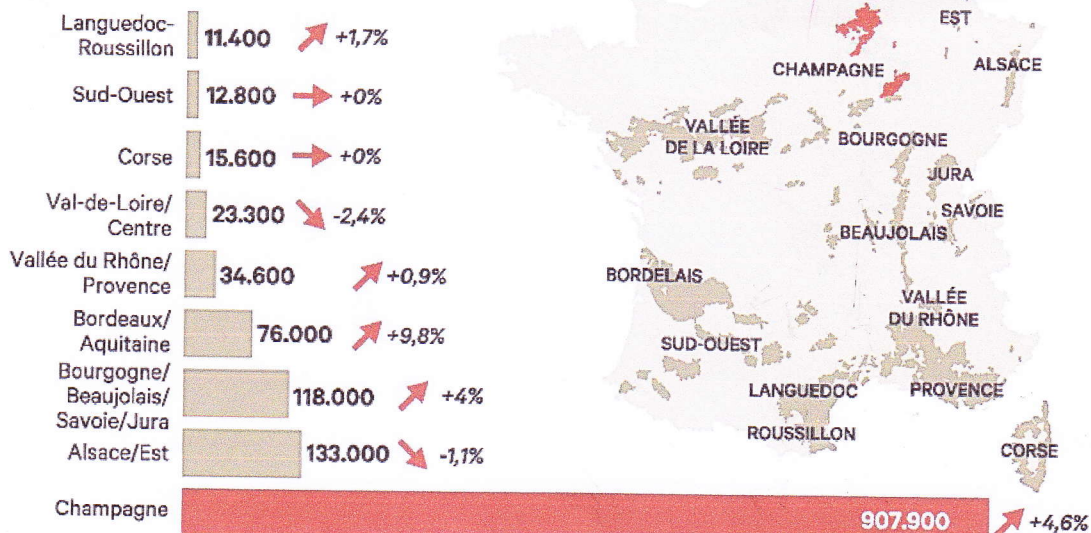 Languedoc-
Roussillon
11.400 +1,7%
Sud-Ouest
12.800 +0%
Corse
15.600 +0%
Val-de-Loire/
Centre
23.300 -2,4%
Vallée du Rhône/
Provence
34.600 +0,9%
Bordeaux/
Aquitaine
76.000 +9,8%
Bourgogne/
Beaujolais/
Savoie/Jura
118.000 +4%
Alsace/Est
133.000 -1,1%
Champagne
907.900 +4,6%
EST
CHAMPAGNE
ALSACE
VALLÉE
DE LA LOIRE
BOURGOGNE
JURA
SAVOIE
BEAUJOLAIS
BORDELAIS
VALLÉE
DU RHÔNE
SUD-OUEST
LANGUEDOC
PROVENCE
ROUSSILLON
CORSE